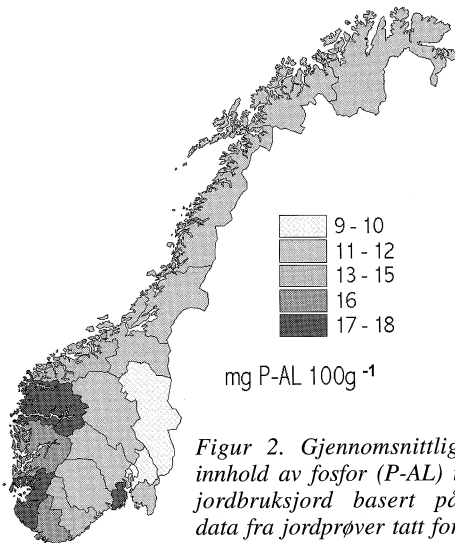 9 - 10
11 - 12
13 - 15
16
17 - 18
mg P-AL 100g -1
Figur 2. Gjennomsnittlig
innhold av fosfor (P-AL) i
jordbruksjord basert på
data fra jordprøver tatt for